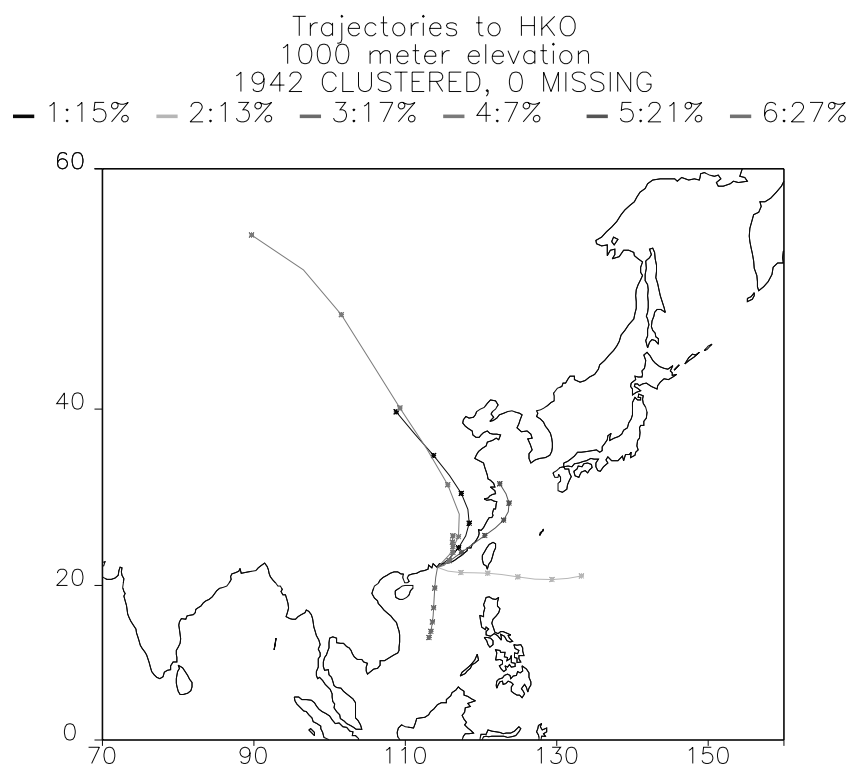 Trajectories to HKO
1000 meter elevation
1942 CLUSTERED, 0 MISSING
1:15% 2:13% 3:17% 4:7% 5:21% 6:27%
60
40
20
0
70 90 110 130 150